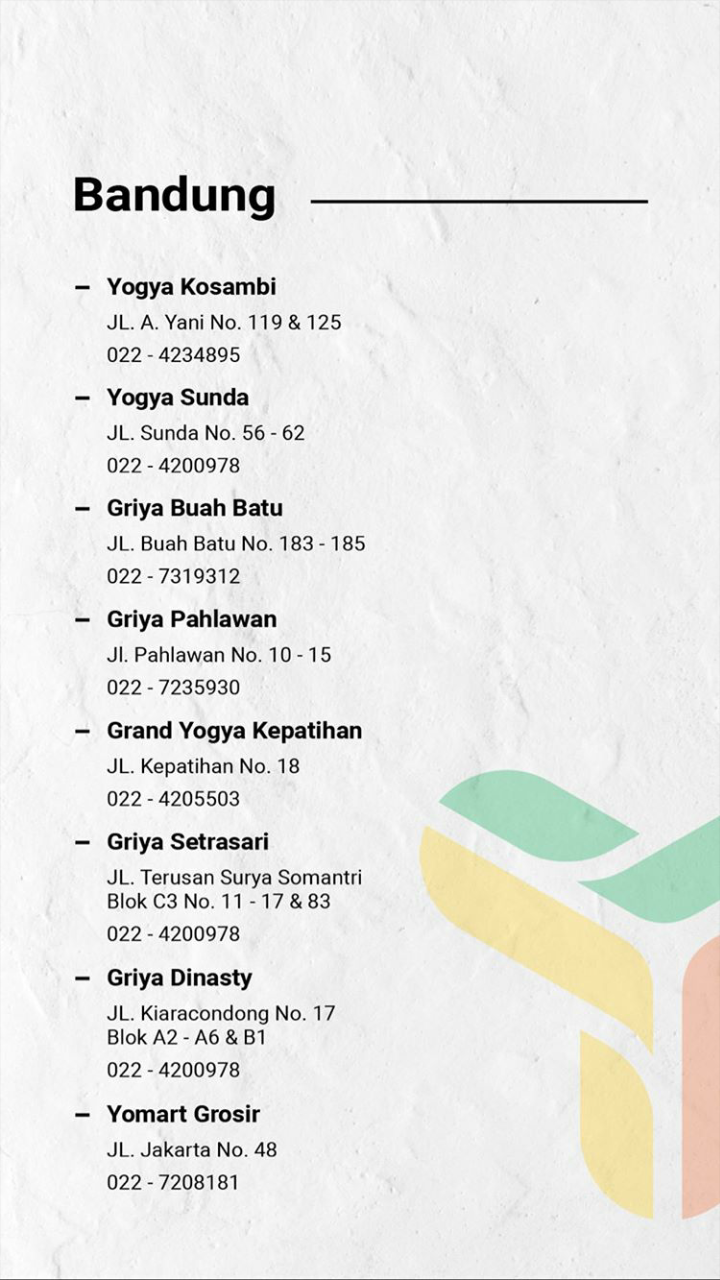 Bandung
– Yogya Kosambi
JL. A. Yani No. 119 & 125
022 - 4234895
– Yogya Sunda
JL. Sunda No. 56 - 62
022 - 4200978
– Griya Buah Batu
JL. Buah Batu No. 183 - 185
022 - 7319312
– Griya Pahlawan
Jl. Pahlawan No. 10 - 15
022 - 7235930
– Grand Yogya Kepatihan
JL. Kepatihan No. 18
022 - 4205503
– Griya Setrasari
JL. Terusan Surya Somantri
Blok C3 No. 11 - 17 & 83
022 - 4200978
– Griya Dinasty
JL. Kiaracondong No. 17
Blok A2 - A6 & B1
022 - 4200978
– Yomart Grosir
JL. Jakarta No. 48
022 - 7208181